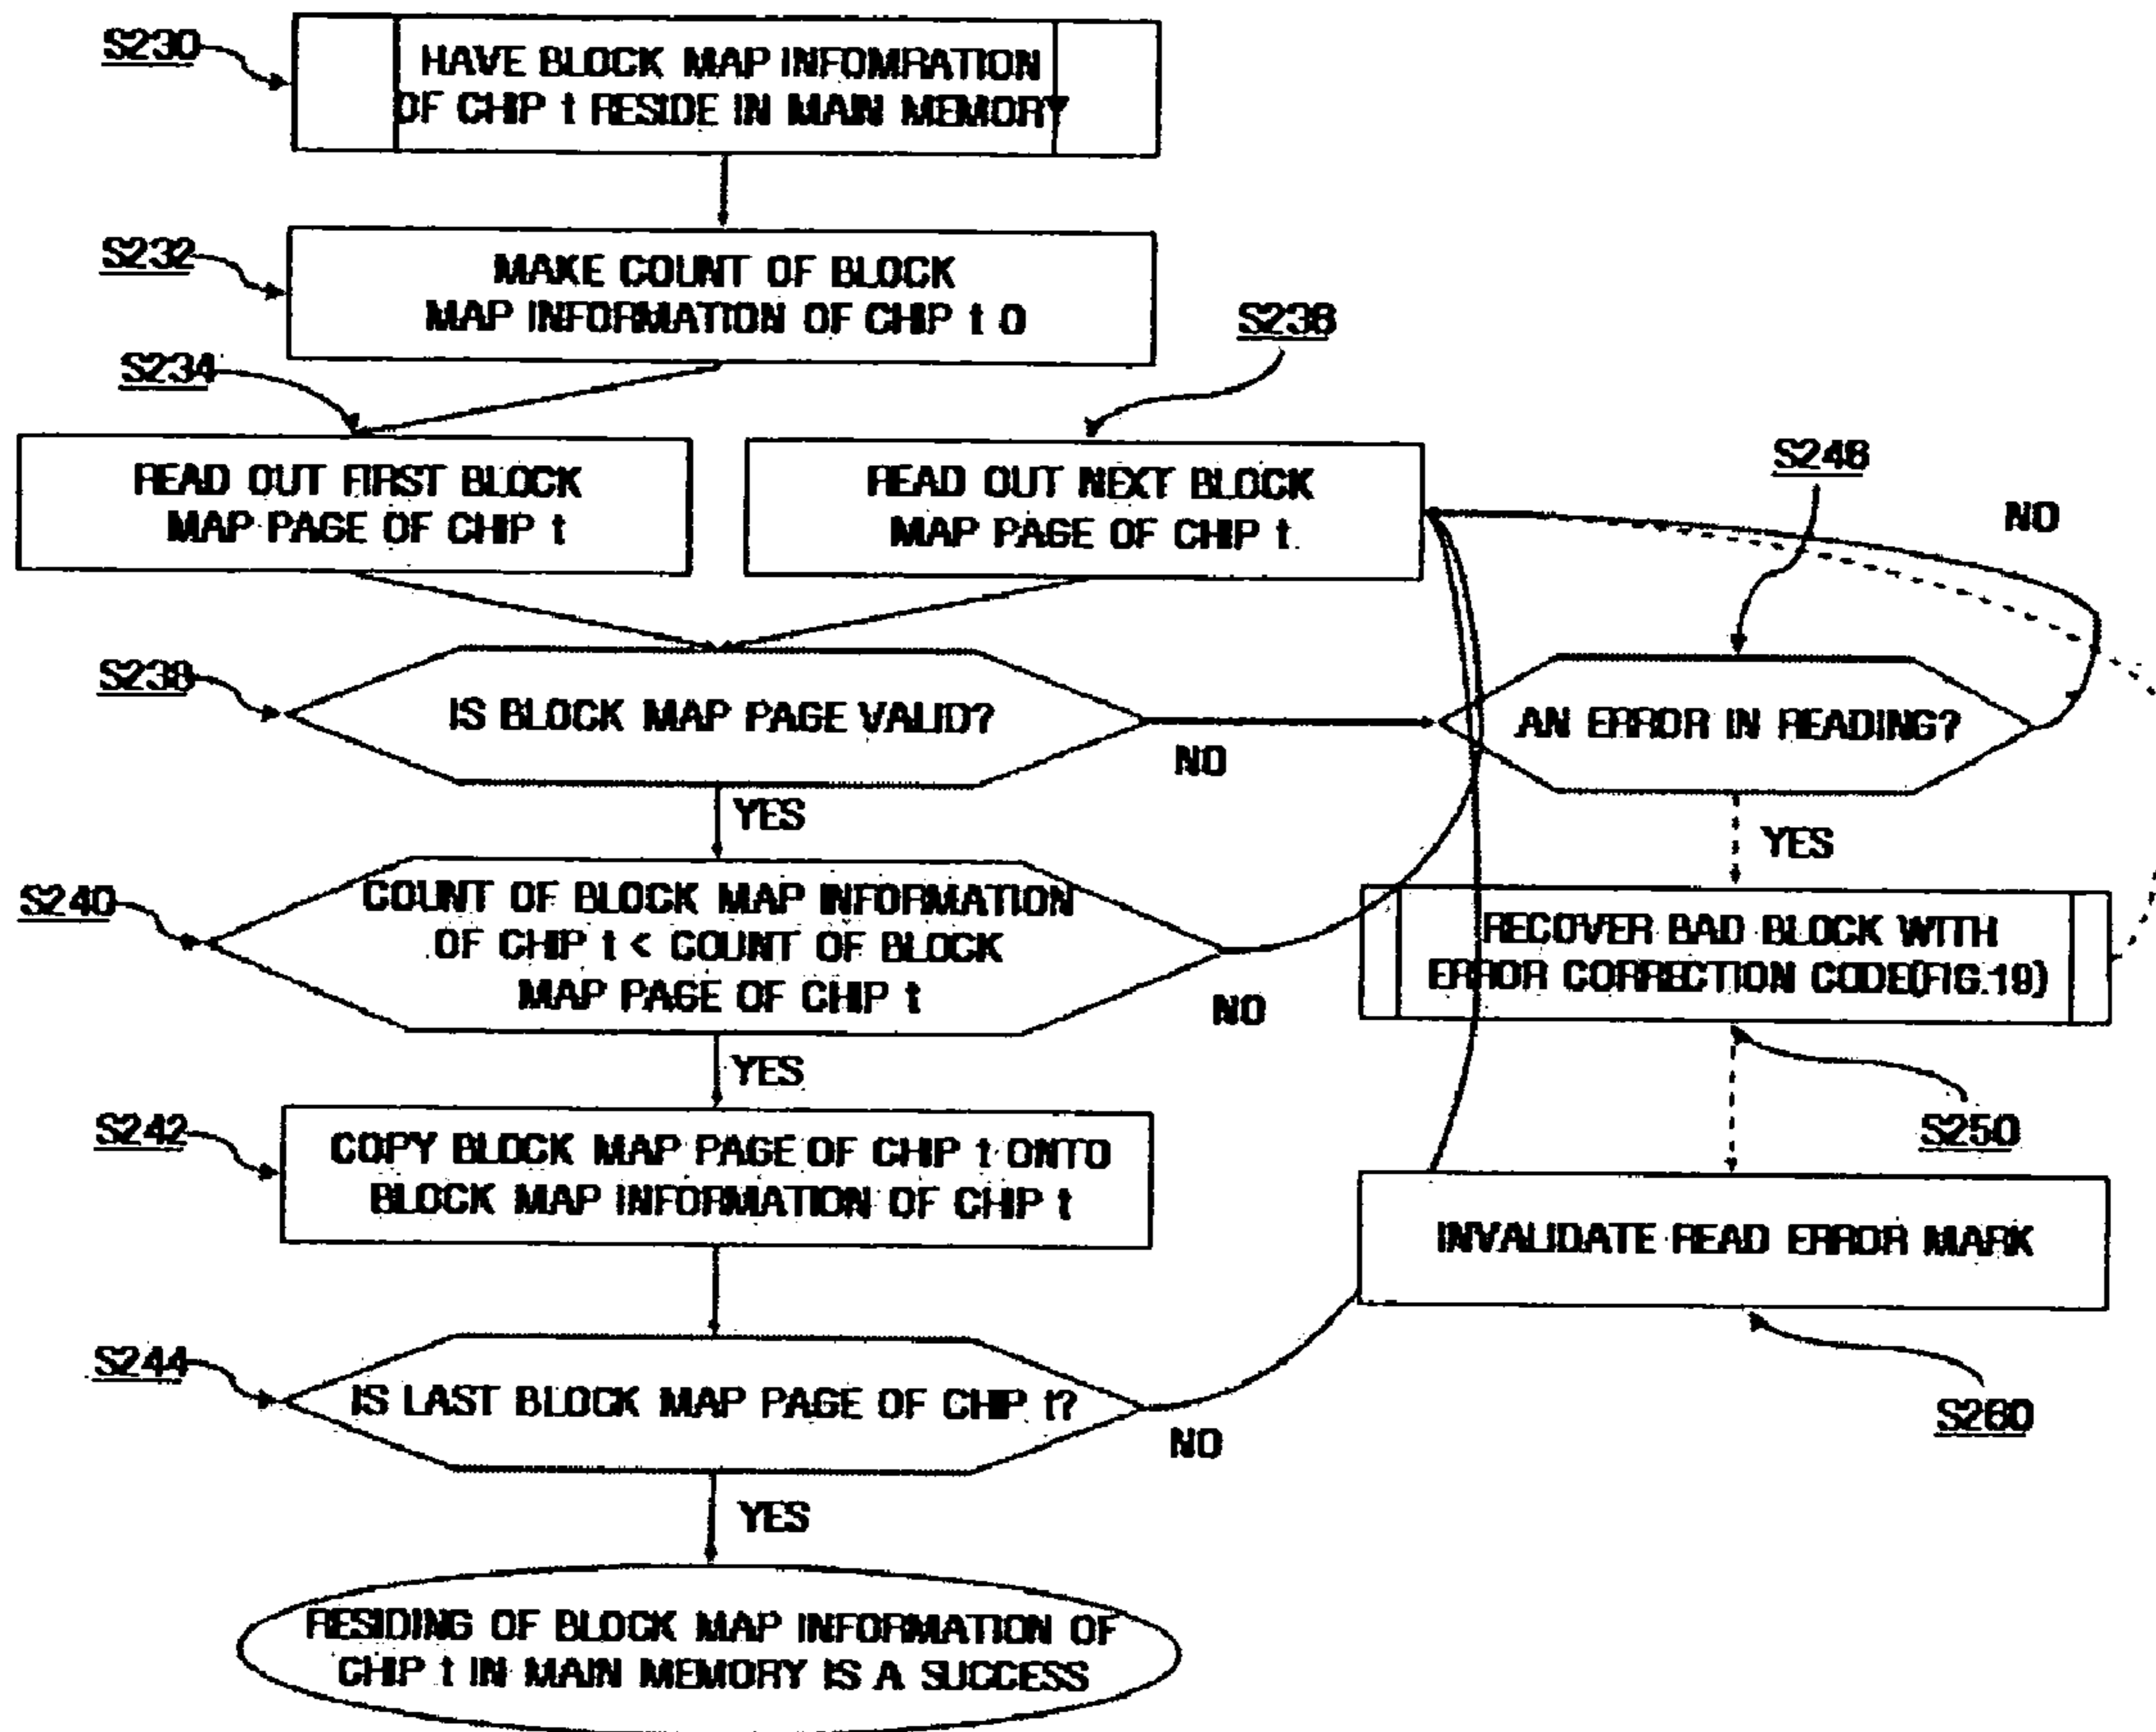 S230
HAVE BLOCK MAP INFOMRATION
OF CHIP t RESIDE IN MAIN MEMORY
S232
MAKE COUNT OF BLOCK
MAP INFORMATION OF CHIP t 0
S234
READ OUT FIRST BLOCK
MAP PAGE OF CHIP t
S236
READ OUT NEXT BLOCK
MAP PAGE OF CHIP t
S238
IS BLOCK MAP PAGE VALID?
NO
YES
S246
NO
AN ERROR IN READING?
YES
S240
COUNT OF BLOCK MAP INFORMATION
OF CHIP t < COUNT OF BLOCK
MAP PAGE OF CHIP t
NO
YES
RECOVER BAD BLOCK WITH
ERROR CORRECTION CODE(FIG.19)
S250
S242
COPY BLOCK MAP PAGE OF CHIP t ONTO
BLOCK MAP INFORMATION OF CHIP t
INVALIDATE READ ERROR MARK
S260
S244
IS LAST BLOCK MAP PAGE OF CHIP t?
NO
YES
RESIDING OF BLOCK MAP INFORMATION OF
CHIP t IN MAIN MEMORY IS A SUCCESS